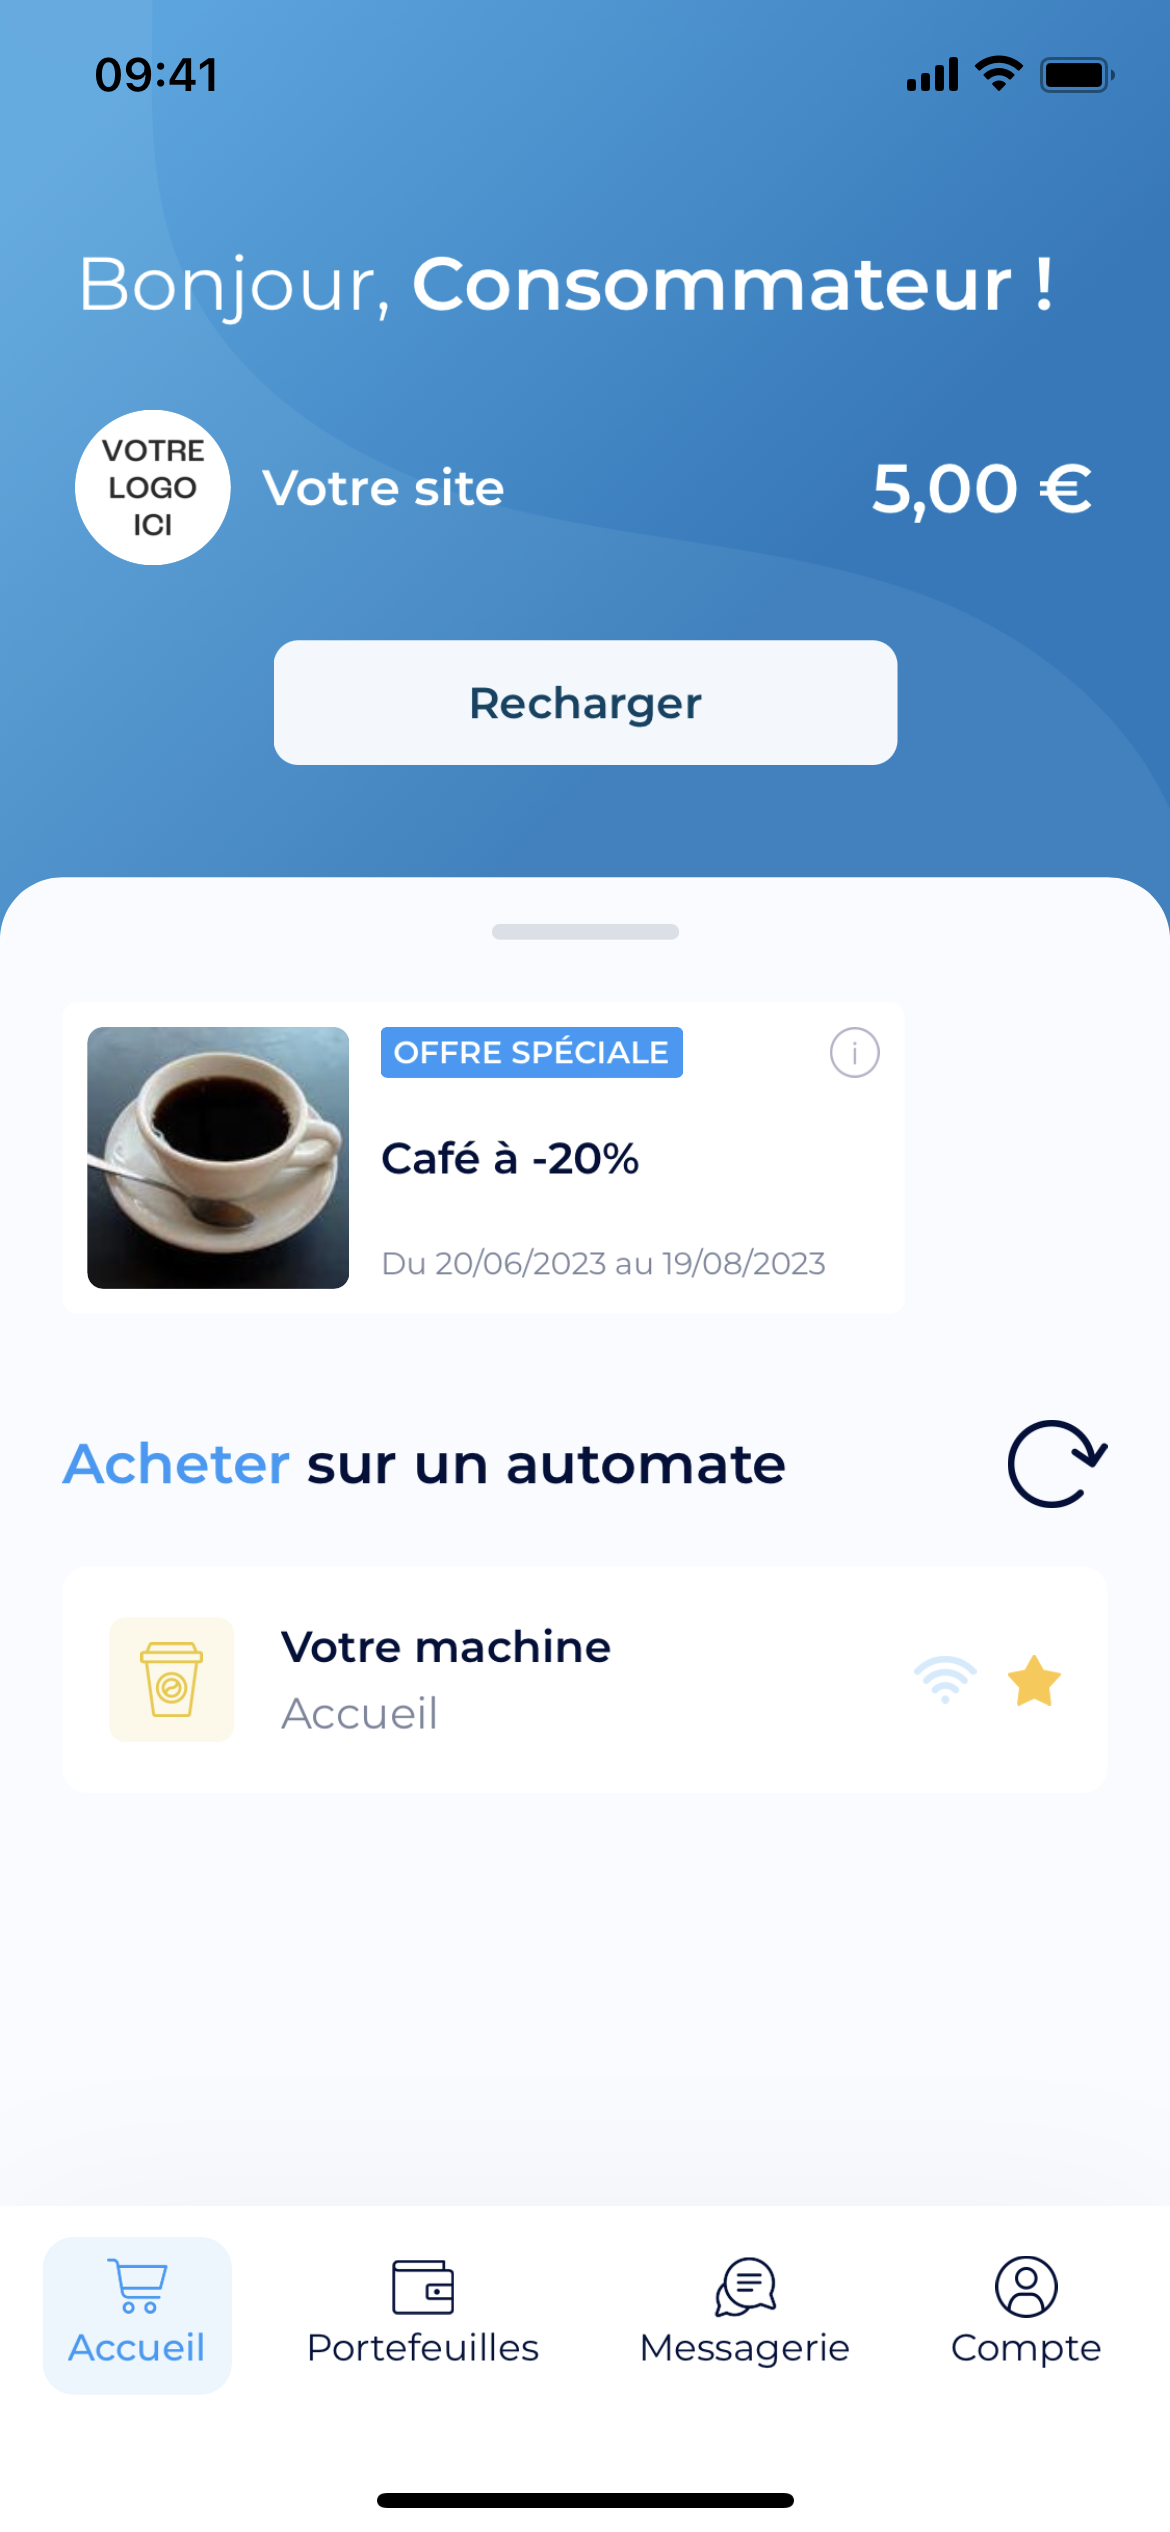 09:41
Bonjour, Consommateur !
VOTRE
LOGO
ICI
Votre site
5,00 €
Recharger
OFFRE SPÉCIALE
Café à -20%
Du 20/06/2023 au 19/08/2023
Acheter sur un automate
Votre machine
Accueil
Accueil
Portefeuilles
Messagerie
Compte